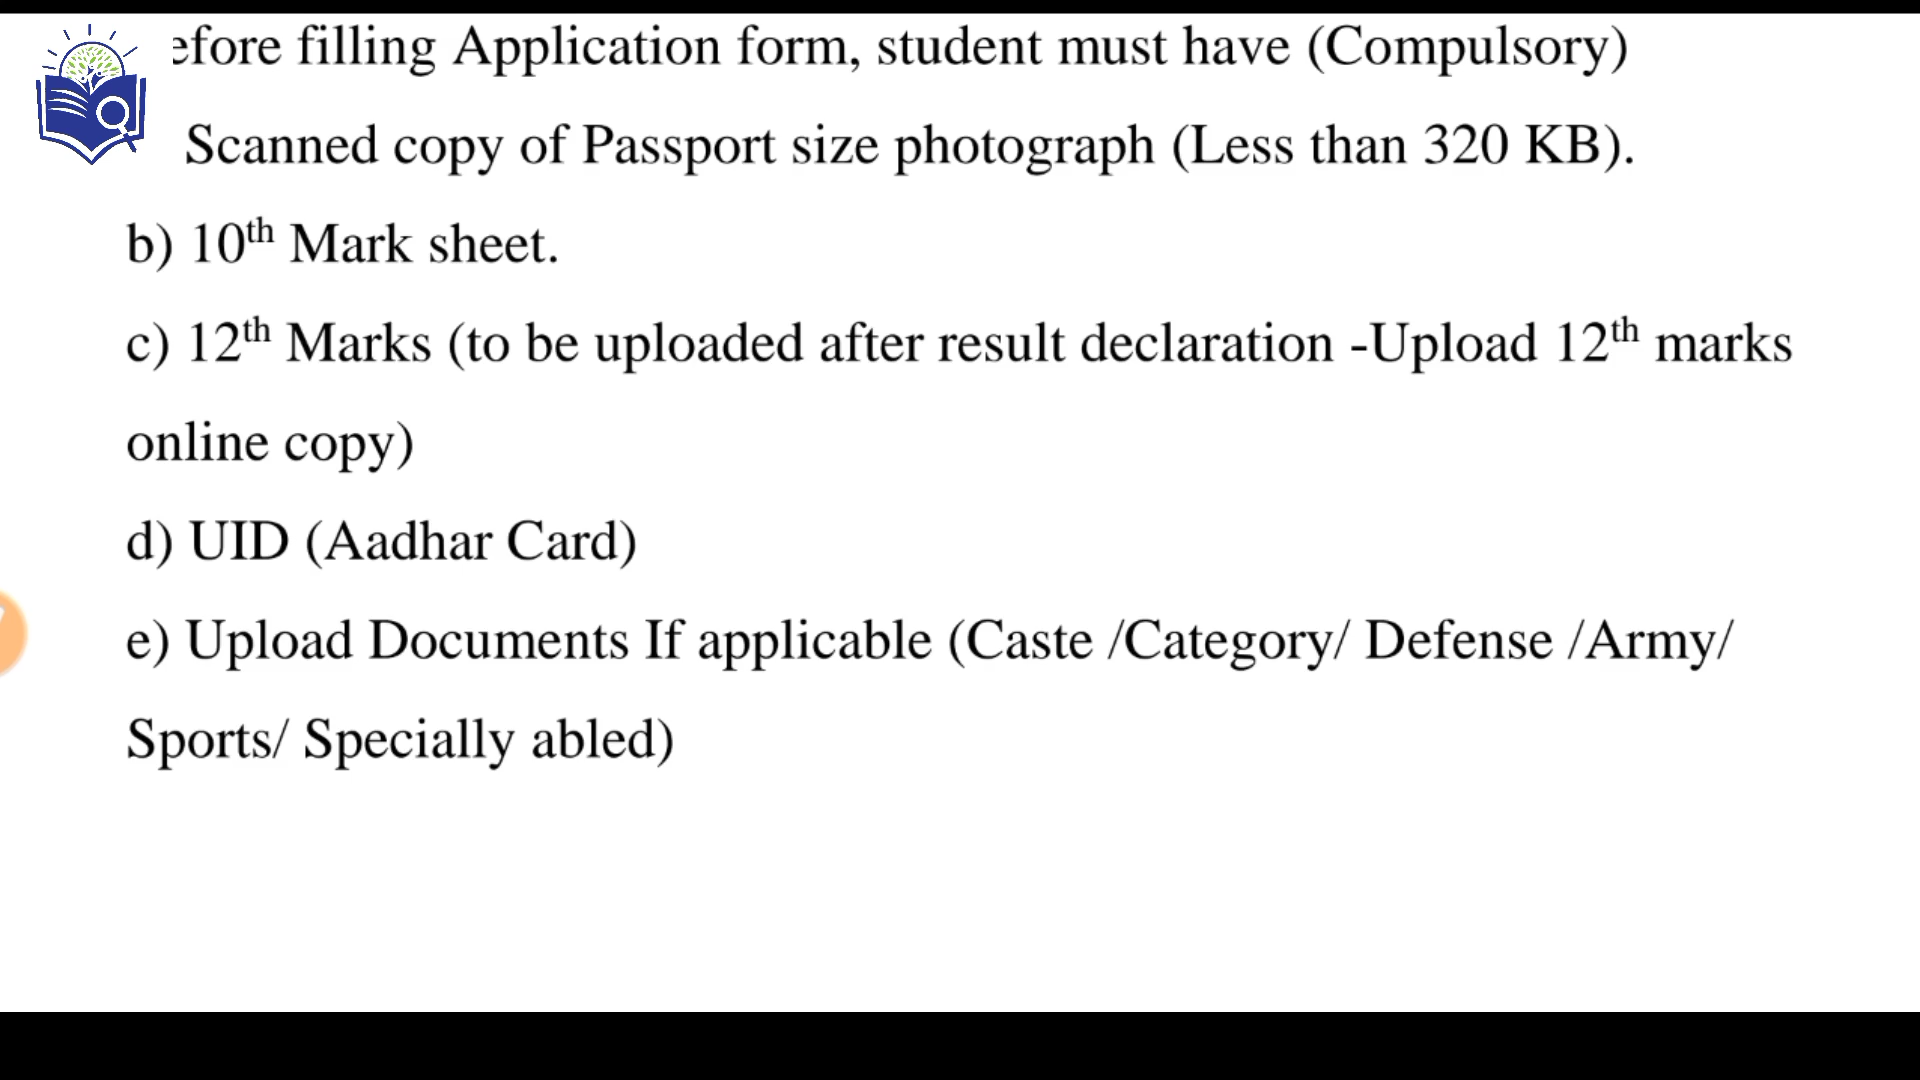 efore filling Application form, student must have (Compulsory)
Scanned copy of Passport size photograph (Less than 320 KB).
b) 10th Mark sheet.
c) 12th Marks (to be uploaded after result declaration -Upload 12th marks
online copy)
d) UID (Aadhar Card)
e) Upload Documents If applicable (Caste /Category/ Defense /Army/
Sports/ Specially abled)